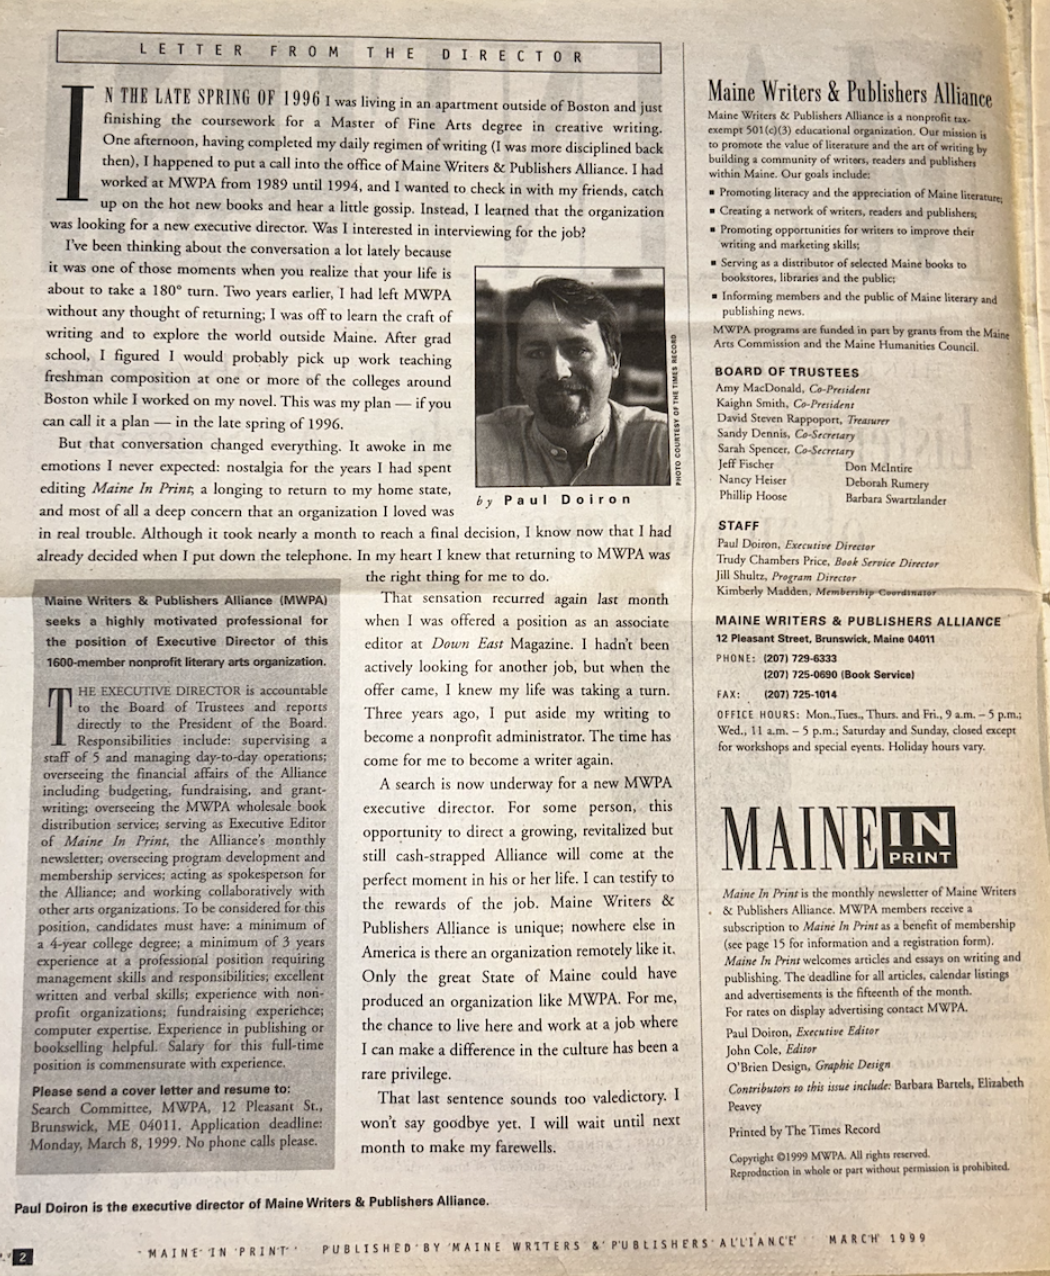 LETTER FROM THE DIRECTOR
IN THE LATE SPRING OF 1996 I was living in an apartment outside of Boston and just
finishing the coursework for a Master of Fine Arts degree in creative writing.
One afternoon, having completed my daily regimen of writing (I was more disciplined back
then), I happened to put a call into the office of Maine Writers & Publishers Alliance. I had
worked at MWPA from 1989 until 1994, and I wanted to check in with my friends, catch
up on the hot new books and hear a little gossip. Instead, I learned that the organization
was looking for a new executive director. Was I interested in interviewing for the job?
I've been thinking about the conversation a lot lately because
it was one of those moments when you realize that your life is
about to take a 180° turn. Two years earlier, I had left MWPA
without any thought of returning; I was off to learn the craft of
writing and to explore the world outside Maine. After grad
school, I figured I would probably pick up work teaching
freshman composition at one or more of the colleges around
Boston while I worked on my novel. This was my plan — if you
can call it a plan — in the late spring of 1996.
But that conversation changed everything. It awoke in me
emotions I never expected: nostalgia for the years I had spent
editing Maine In Print, a longing to return to my home state,
and most of all a deep concern that an organization I loved was
in real trouble. Although it took nearly a month to reach a final decision, I know now that I had
already decided when I put down the telephone. In my heart I knew that returning to MWPA was
the right thing for me to do.
PHOTO COURTESY OF THE TIMES RECORD
by Paul Doiron
That sensation recurred again last month
when I was offered a position as an associate
editor at Down East Magazine. I hadn't been
actively looking for another job, but when the
offer came, I knew my life was taking a turn.
Three years ago, I put aside my writing to
become a nonprofit administrator. The time has
come for me to become a writer again.
A search is now underway for a new MWPA
executive director. For some person, this
opportunity to direct a growing, revitalized but
still cash-strapped Alliance will come at the
perfect moment in his or her life. I can testify to
the rewards of the job. Maine Writers &
Publishers Alliance is unique; nowhere else in
America is there an organization remotely like it.
Only the great State of Maine could have
produced an organization like MWPA. For me,
the chance to live here and work at a job where
I can make a difference in the culture has been a
rare privilege.
That last sentence sounds too valedictory. I
won't say goodbye yet. I will wait until next
month to make my farewells.
Maine Writers & Publishers Alliance (MWPA)
seeks a highly motivated professional for
the position of Executive Director of this
1600-member nonprofit literary arts organization.
THE EXECUTIVE DIRECTOR is accountable
to the Board of Trustees and reports
directly to the President of the Board.
Responsibilities include: supervising a
staff of 5 and managing day-to-day operations;
overseeing the financial affairs of the Alliance
including budgeting, fundraising, and grant-
writing; overseeing the MWPA wholesale book
distribution service; serving as Executive Editor
of Maine In Print, the Alliance's monthly
newsletter; overseeing program development and
membership services; acting as spokesperson for
the Alliance; and working collaboratively with
other arts organizations. To be considered for this
position, candidates must have: a minimum of
a 4-year college degree; a minimum of 3 years
experience at a professional position requiring
management skills and responsibilities; excellent
written and verbal skills; experience with non-
profit organizations; fundraising experience;
computer expertise. Experience in publishing or
bookselling helpful. Salary for this full-time
position is commensurate with experience.
Please send a cover letter and resume to:
Search Committee, MWPA, 12 Pleasant St.,
Brunswick, ME 04011. Application deadline:
Monday, March 8, 1999. No phone calls please.
Paul Doiron is the executive director of Maine Writers & Publishers Alliance.
Maine Writers & Publishers Alliance
Maine Writers & Publishers Alliance is a nonprofit tax-
exempt 501(c)(3) educational organization. Our mission is
to promote the value of literature and the art of writing by
building a community of writers, readers and publishers
within Maine. Our goals include:
▪ Promoting literacy and the appreciation of Maine literature;
▪ Creating a network of writers, readers and publishers;
▪ Promoting opportunities for writers to improve their
writing and marketing skills;
▪ Serving as a distributor of selected Maine books to
bookstores, libraries and the public;
▪ Informing members and the public of Maine literary and
publishing news.
MWPA programs are funded in part by grants from the Maine
Arts Commission and the Maine Humanities Council.
BOARD OF TRUSTEES
Amy MacDonald, Co-President
Kaighn Smith, Co-President
David Steven Rappoport, Treasurer
Sandy Dennis, Co-Secretary
Sarah Spencer, Co-Secretary
Jeff Fischer Don McIntire
Nancy Heiser Deborah Rumery
Phillip Hoose Barbara Swartzlander
STAFF
Paul Doiron, Executive Director
Trudy Chambers Price, Book Service Director
Jill Shultz, Program Director
Kimberly Madden, Membership Coordinator
MAINE WRITERS & PUBLISHERS ALLIANCE
12 Pleasant Street, Brunswick, Maine 04011
PHONE: (207) 729-6333
(207) 725-0690 (Book Service)
FAX: (207) 725-1014
OFFICE HOURS: Mon.,Tues., Thurs. and Fri., 9 a.m. – 5 p.m.;
Wed., 11 a.m. – 5 p.m.; Saturday and Sunday, closed except
for workshops and special events. Holiday hours vary.
MAINE IN PRINT
Maine In Print is the monthly newsletter of Maine Writers
& Publishers Alliance. MWPA members receive a
subscription to Maine In Print as a benefit of membership
(see page 15 for information and a registration form).
Maine In Print welcomes articles and essays on writing and
publishing. The deadline for all articles, calendar listings
and advertisements is the fifteenth of the month.
For rates on display advertising contact MWPA.
Paul Doiron, Executive Editor
John Cole, Editor
O'Brien Design, Graphic Design
Contributors to this issue include: Barbara Bartels, Elizabeth
Peavey
Printed by The Times Record
Copyright ©1999 MWPA. All rights reserved.
Reproduction in whole or part without permission is prohibited.
2 MAINE IN PRINT PUBLISHED BY MAINE WRITERS & PUBLISHERS ALLIANCE MARCH 1999